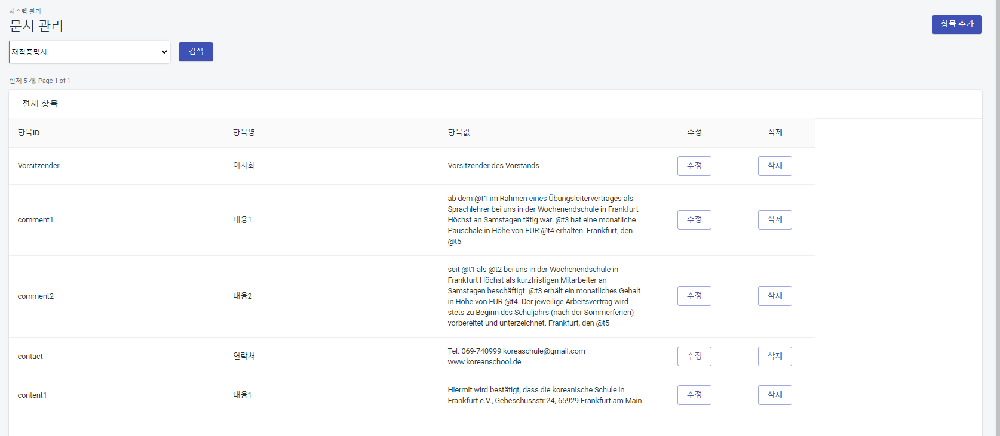 시스템 관리
문서 관리
항목 추가
재직증명서
검색
전체 5 개. Page 1 of 1
전체 항목
항목ID 항목명 항목값 수정 삭제
Vorsitzender 이사회 Vorsitzender des Vorstands 수정 삭제
ab dem @t1 im Rahmen eines Übungsleitervertrages als
Sprachlehrer bei uns in der Wochenendschule in Frankfurt
comment1 내용1 Höchst an Samstagen tätig war. @t3 hat eine monatliche 수정 삭제
Pauschale in Höhe von EUR @t4 erhalten. Frankfurt, den
@t5
seit @t1 als @t2 bei uns in der Wochenendschule in
Frankfurt Höchst als kurzfristigen Mitarbeiter an
Samstagen beschäftigt. @t3 erhält ein monatliches Gehalt
comment2 내용2 수정 삭제
in Höhe von EUR @t4. Der jeweilige Arbeitsvertrag wird
stets zu Beginn des Schuljahrs (nach der Sommerferien)
vorbereitet und unterzeichnet. Frankfurt, den @t5
contact 연락처 수정 삭제
Tel. 069-740999 koreaschule@gmail.com
www.koreanschool.de
content1 내용1 수정 삭제
Hiermit wird bestätigt, dass die koreanische Schule in
Frankfurt e.V., Gebeschussstr.24, 65929 Frankfurt am Main